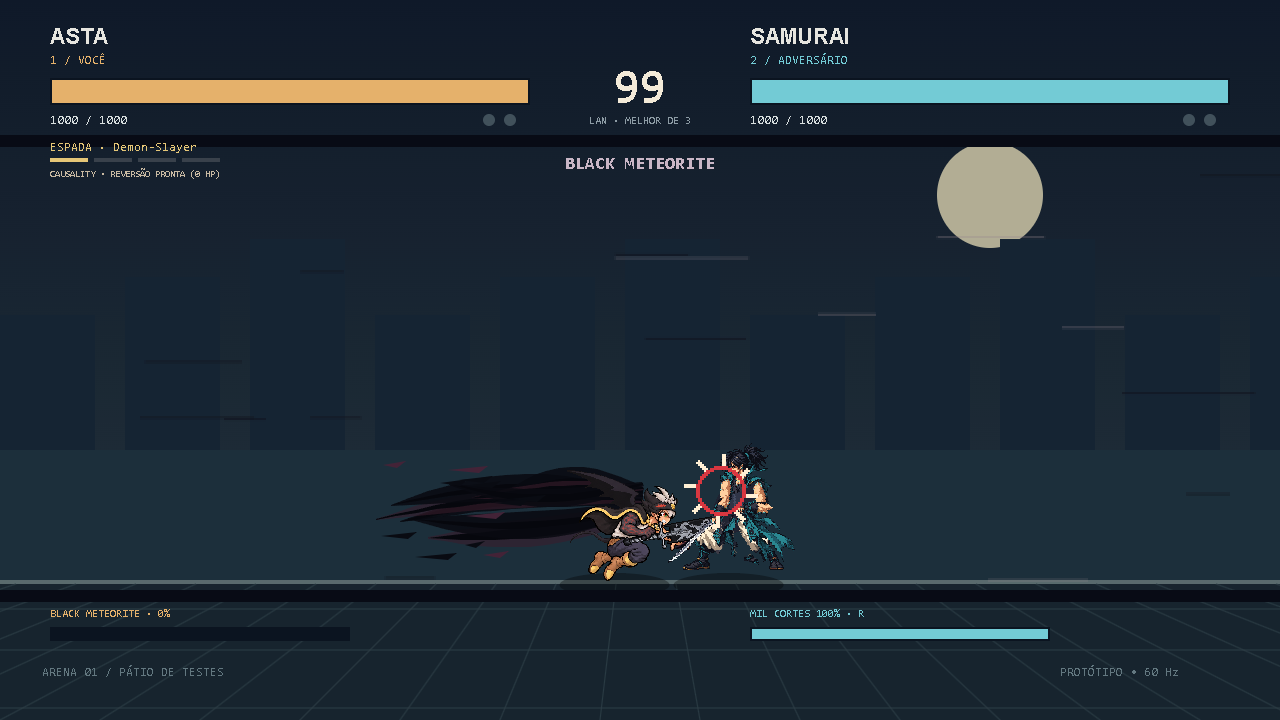 ASTA
1 / VOCÊ
1000 / 1000
99
LAN · MELHOR DE 3
SAMURAI
2 / ADVERSÁRIO
1000 / 1000
ESPADA · Demon-Slayer
CAUSALITY · REVERSÃO PRONTA (0 HP)
BLACK METEORITE
BLACK METEORITE · 0%
MIL CORTES 100% · R
ARENA 01 / PÁTIO DE TESTES
PROTÓTIPO • 60 Hz